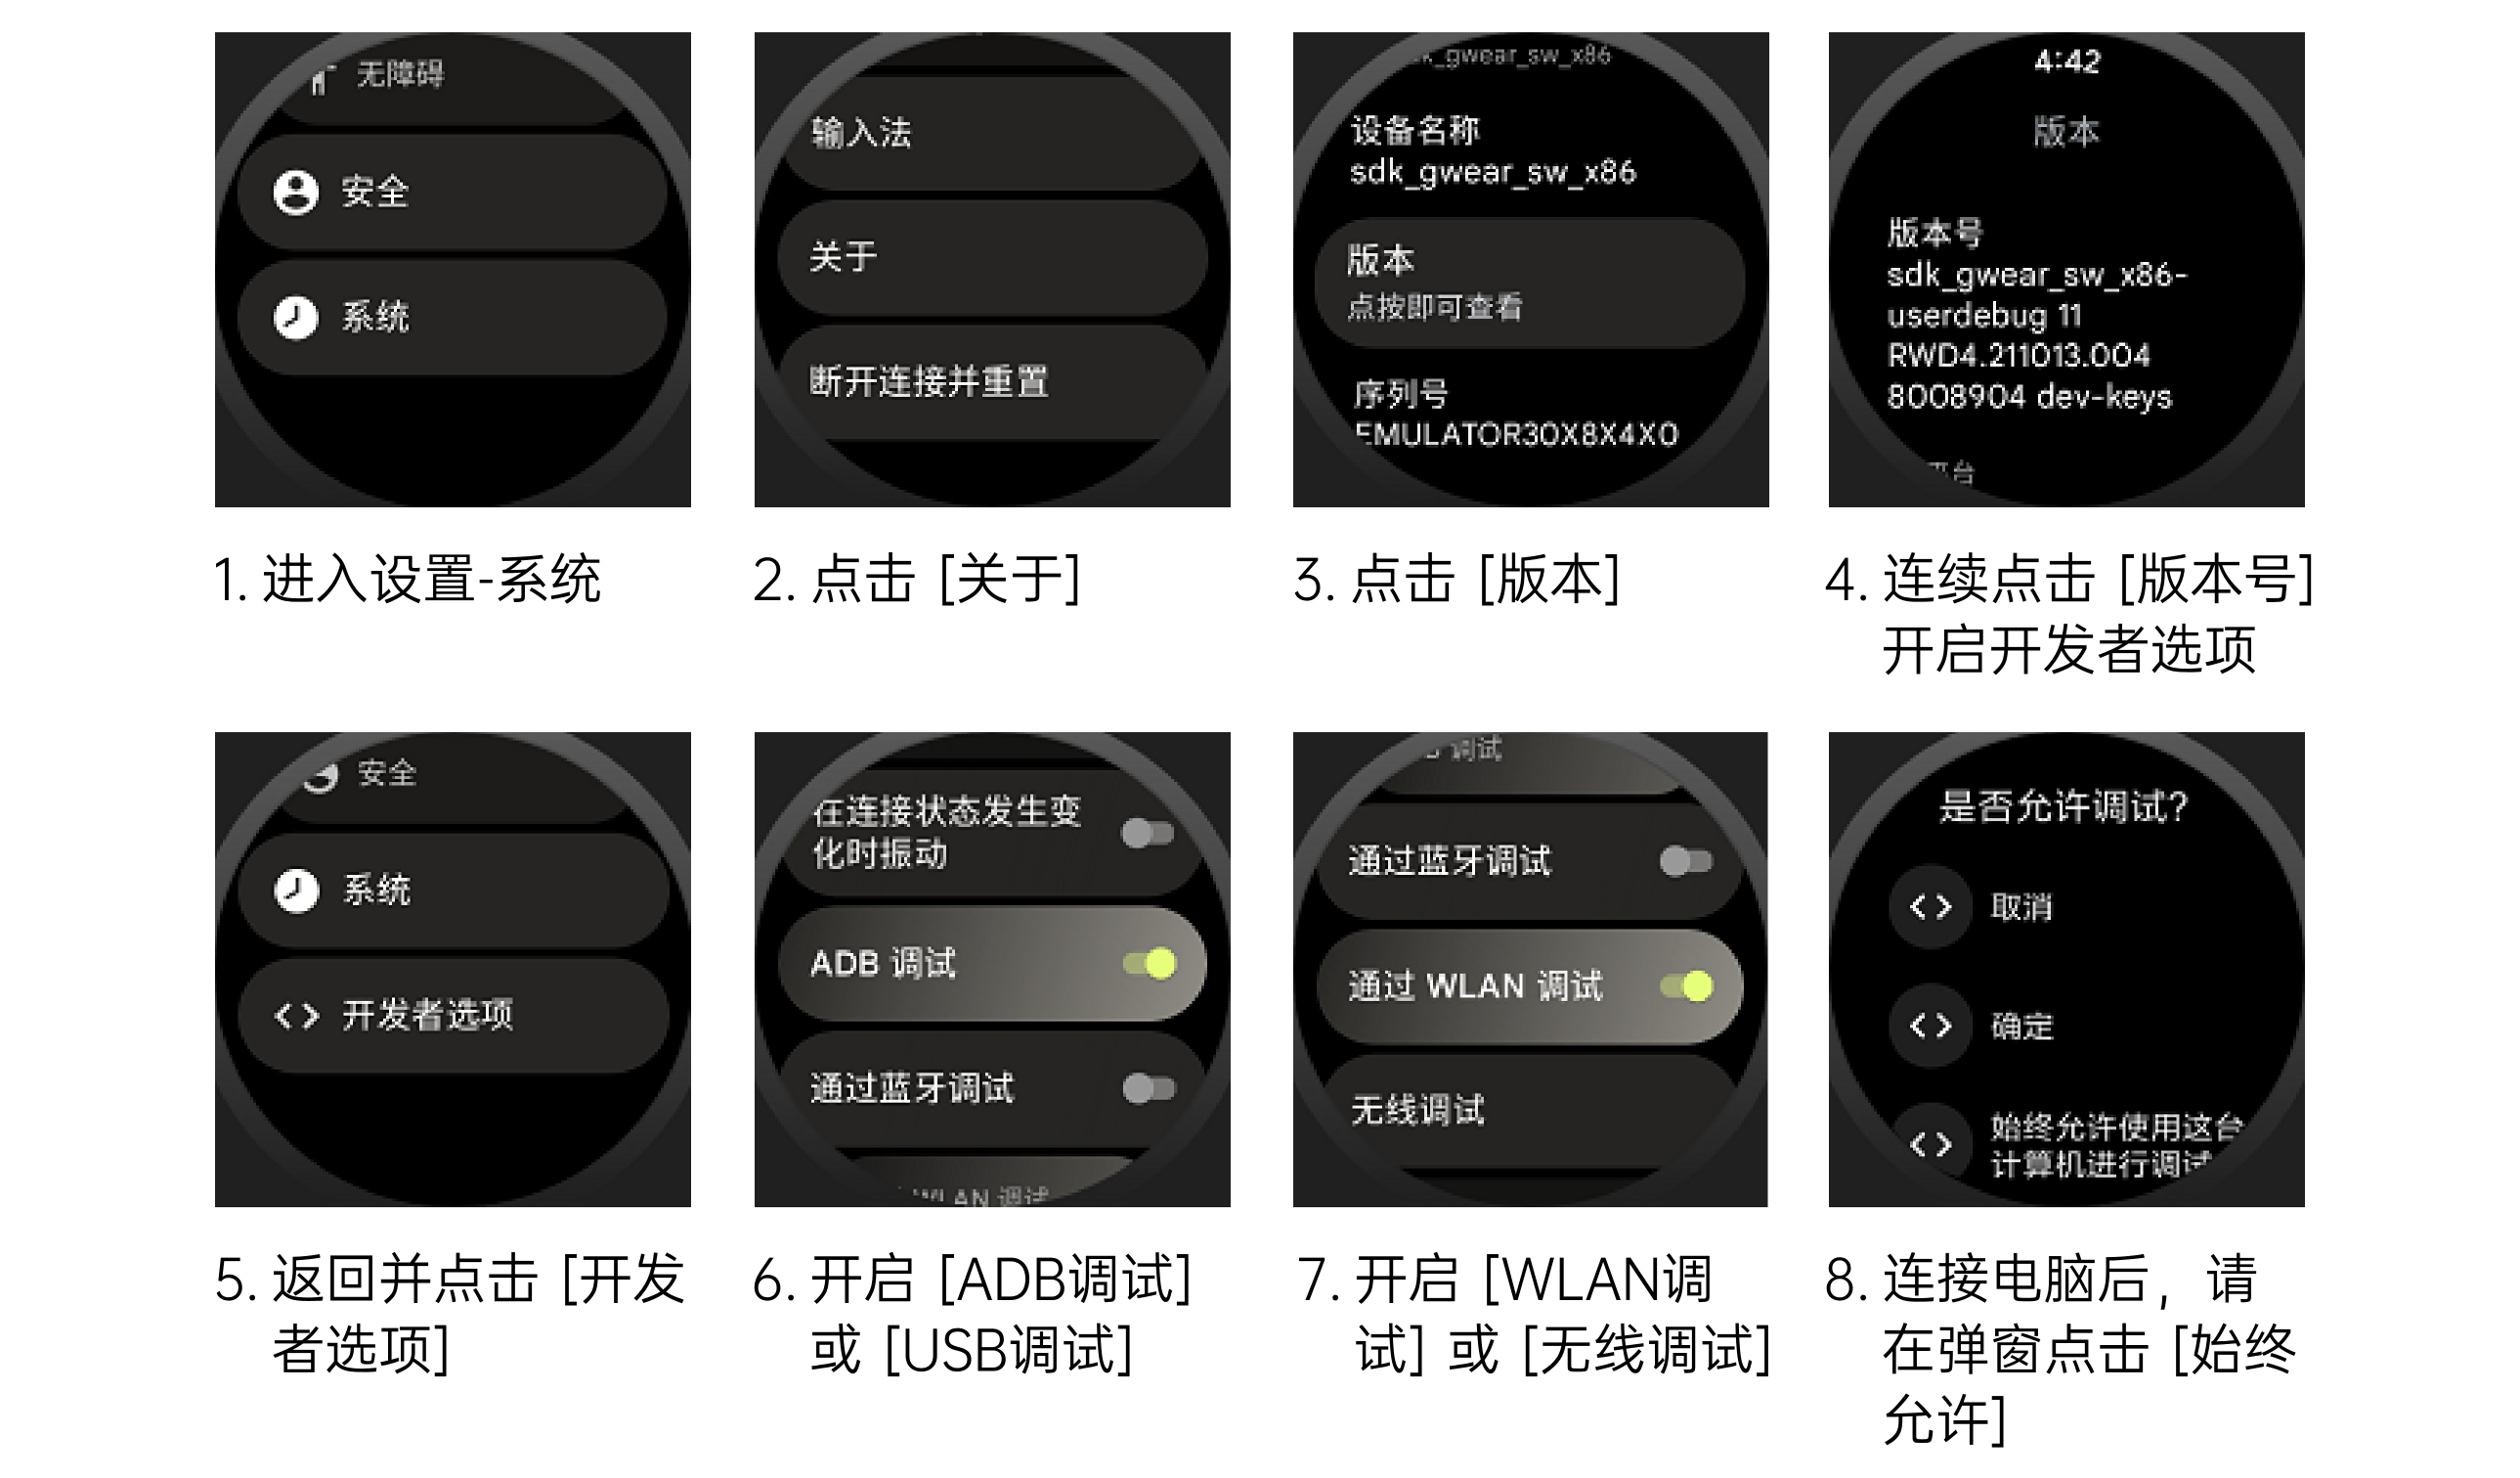 无障碍
安全
系统
1. 进入设置-系统
输入法
关于
断开连接并重置
2. 点击 [关于]
sdk_gwear_sw_x86
设备名称
sdk_gwear_sw_x86
版本
点按即可查看
序列号
EMULATOR30X8X4X0
3. 点击 [版本]
4:42
版本
版本号
sdk_gwear_sw_x86-
userdebug 11
RWD4.211013.004
8008904 dev-keys
平台
4. 连续点击 [版本号]
开启开发者选项
安全
系统
开发者选项
5. 返回并点击 [开发
者选项]
在连接状态发生变
化时振动
ADB 调试
通过蓝牙调试
WLAN 调试
6. 开启 [ADB调试]
或 [USB调试]
调试
通过蓝牙调试
通过 WLAN 调试
无线调试
7. 开启 [WLAN调
试] 或 [无线调试]
是否允许调试?
取消
确定
始终允许使用这台
计算机进行调试
8. 连接电脑后，请
在弹窗点击 [始终
允许]